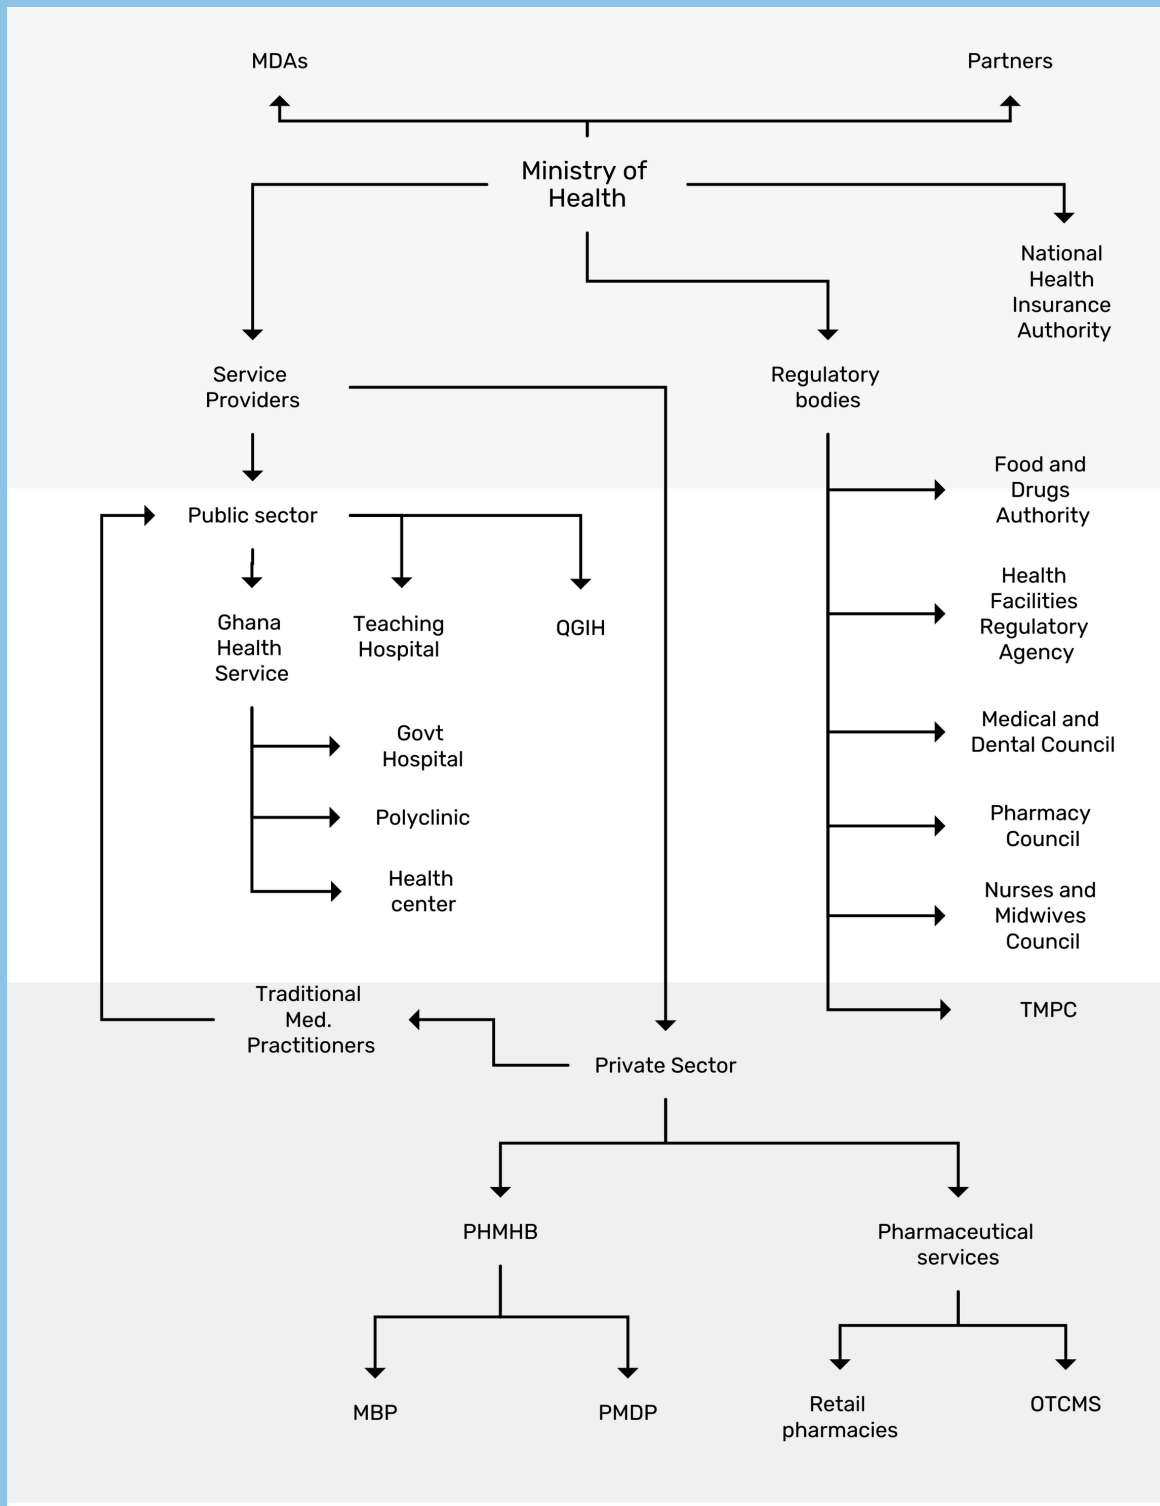 MDAs
Partners
Ministry of
Health
National
Health
Insurance
Authority
Service
Providers
Regulatory
bodies
Food and
Drugs
Authority
Public sector
Health
Facilities
Regulatory
Agency
Ghana
Health
Service
Teaching
Hospital
QGIH
Govt
Hospital
Medical and
Dental Council
Polyclinic
Pharmacy
Council
Health
center
Nurses and
Midwives
Council
Traditional
Med.
Practitioners
TMPC
Private Sector
PHMHB
Pharmaceutical
services
MBP
PMDP
Retail
pharmacies
OTCMS